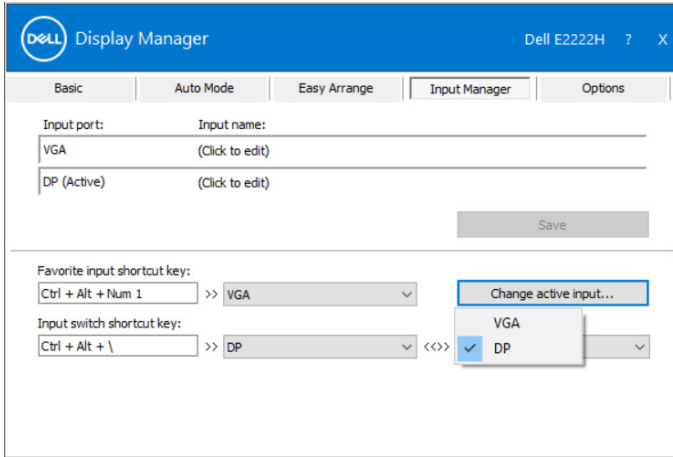 DELL Display Manager Dell E2222H ? X
Basic Auto Mode Easy Arrange Input Manager Options
Input port: Input name:
VGA (Click to edit)
DP (Active) (Click to edit)
Save
Favorite input shortcut key:
Ctrl + Alt + Num 1 >> VGA Change active input...
Input switch shortcut key:
VGA
Ctrl + Alt + \ >> DP <<>> DP